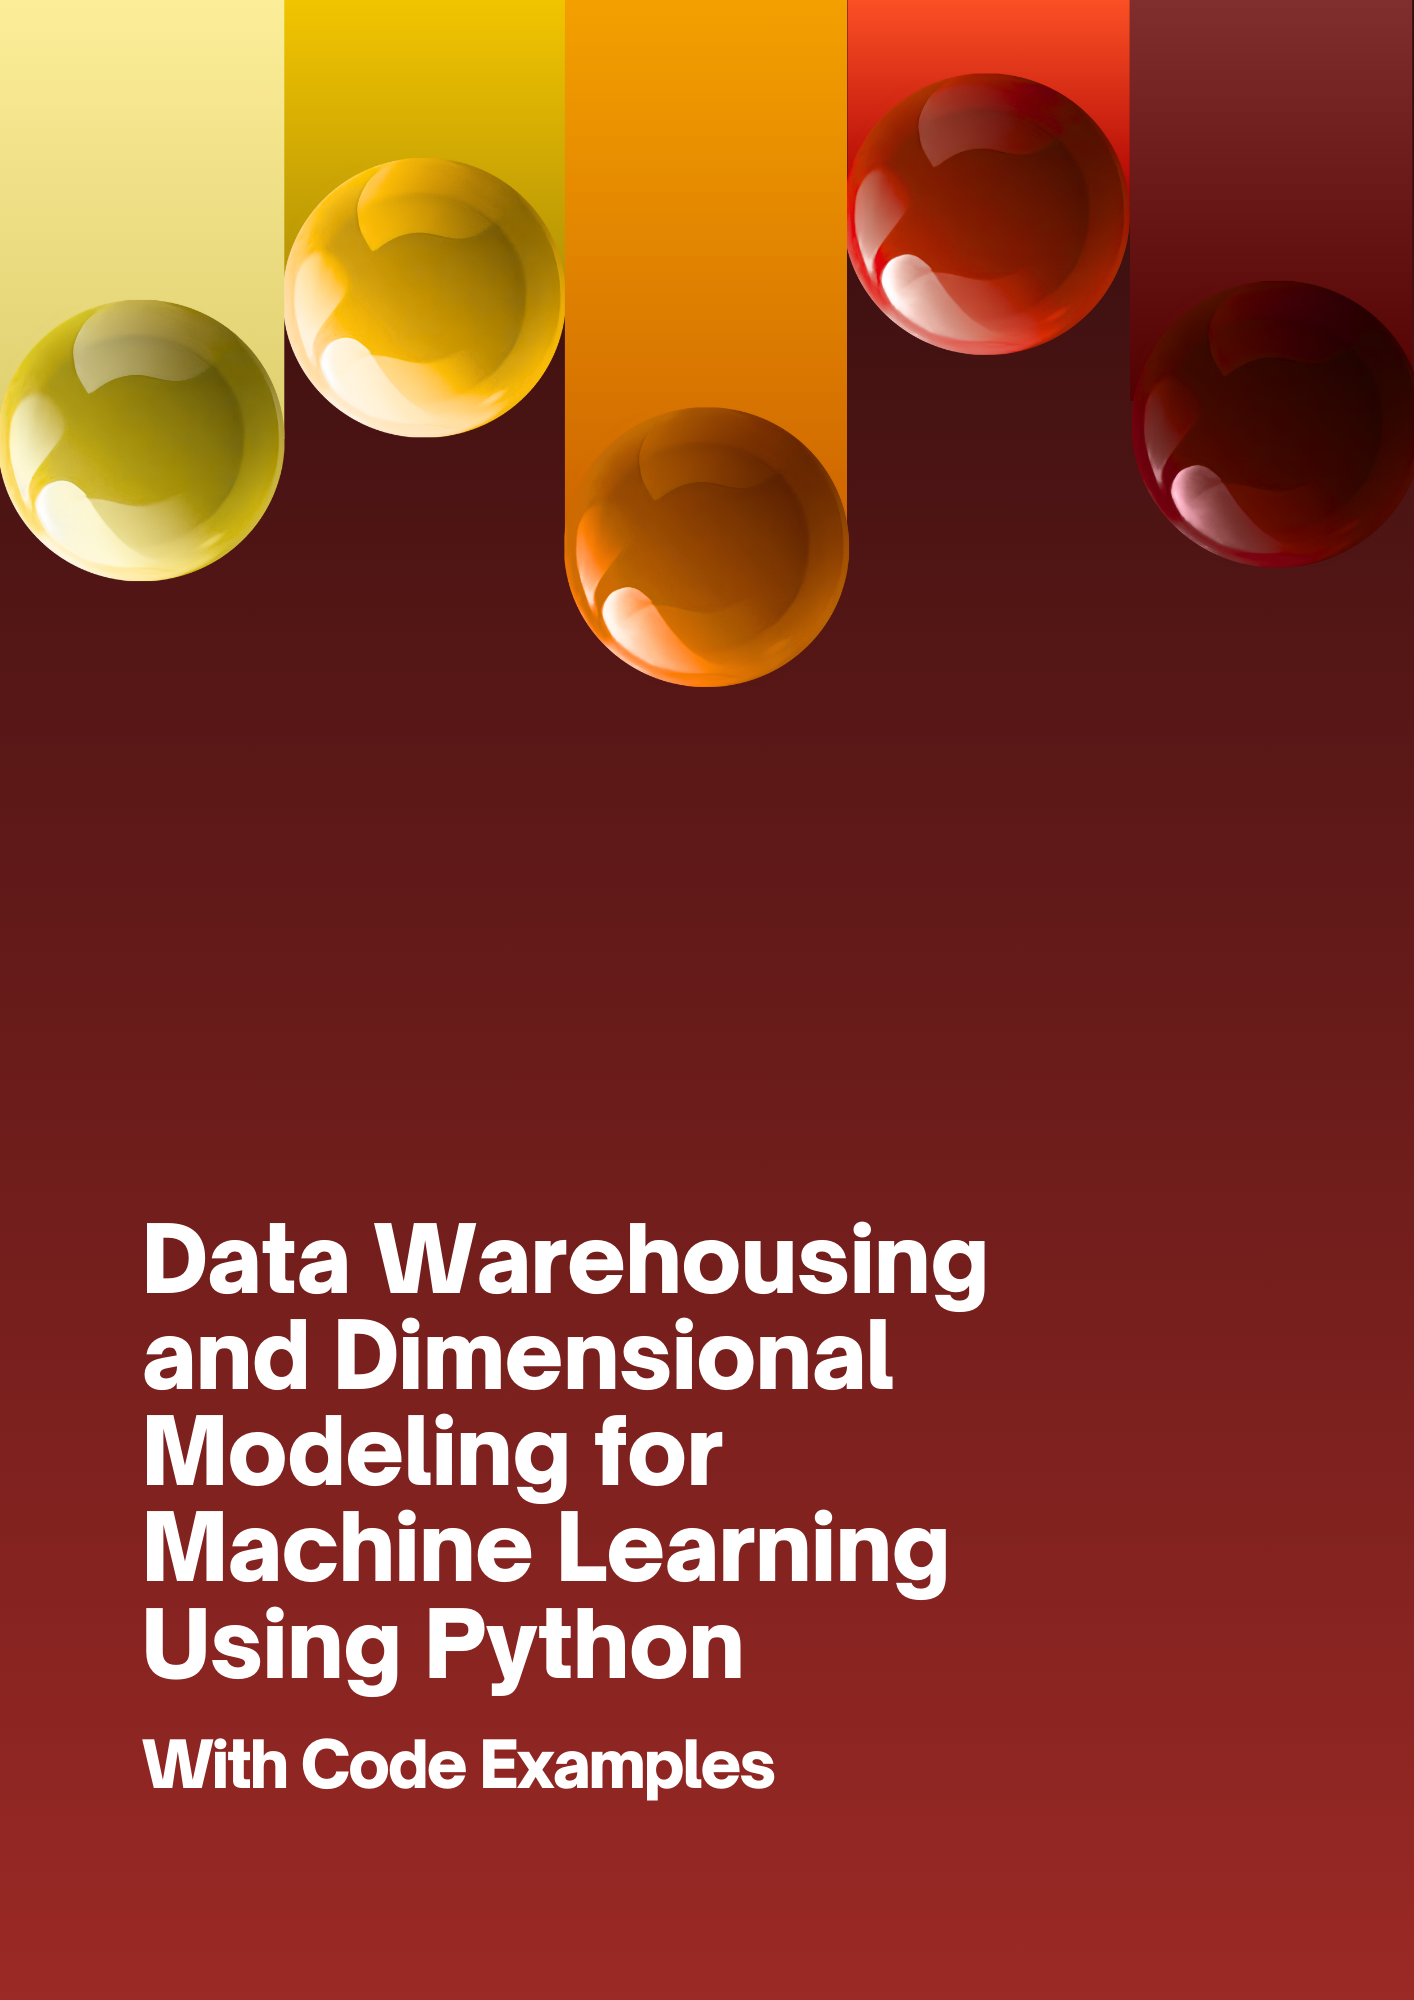 Data Warehousing
and Dimensional
Modeling for
Machine Learning
Using Python
With Code Examples